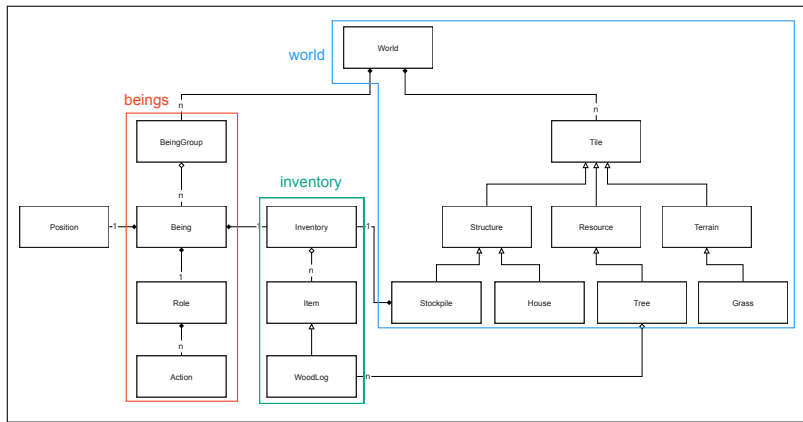 World
world
beings
n
n
BeingGroup
Tile
inventory
n
Position
1
Being
1
Inventory
1
Structure
Resource
Terrain
1
n
Role
Item
Stockpile
House
Tree
Grass
n
Action
WoodLog
n